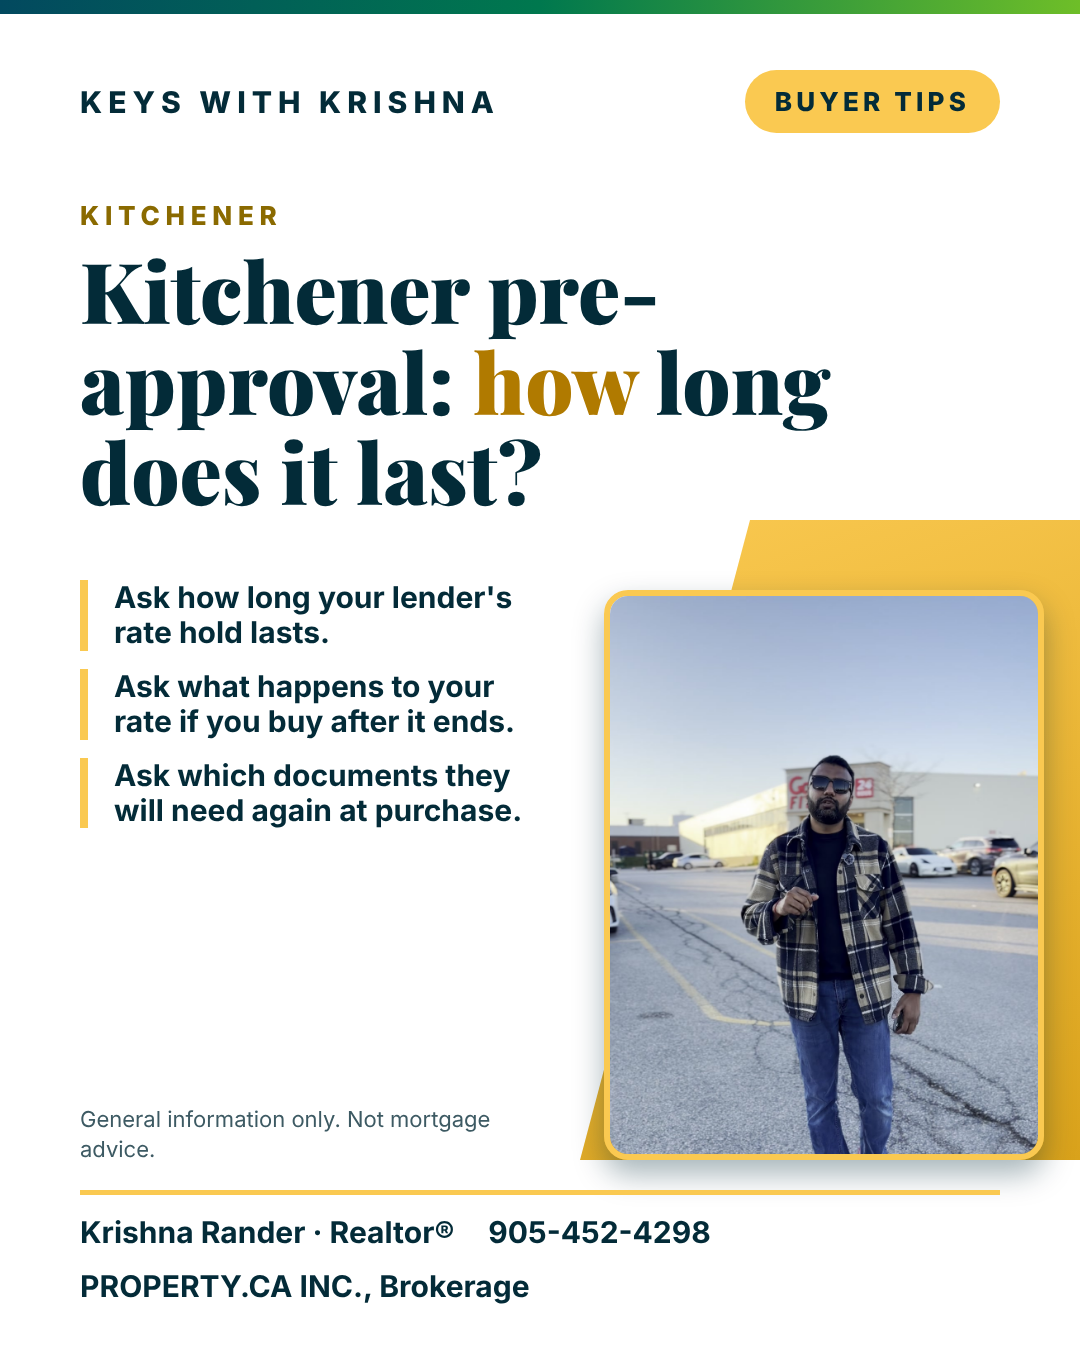 KEYS WITH KRISHNA
BUYER TIPS
KITCHENER
Kitchener pre-
approval: how long
does it last?
Ask how long your lender's
rate hold lasts.
Ask what happens to your
rate if you buy after it ends.
Ask which documents they
will need again at purchase.
General information only. Not mortgage
advice.
Krishna Rander · Realtor® 905-452-4298
PROPERTY.CA INC., Brokerage